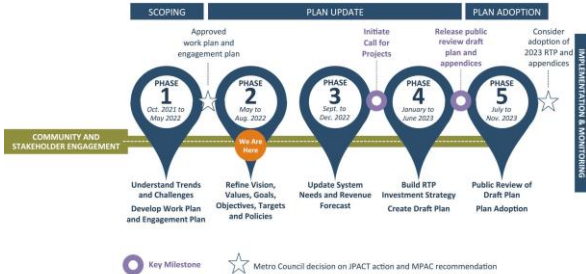 SCOPING
PLAN UPDATE
PLAN ADOPTION
Approved
work plan and
engagement plan
Initiate
Call for
Projects
Release public
review draft
plan and
appendices
Consider
adoption of
2023 RTP and
appendices
PHASE
1
Oct. 2021 to
May 2022
PHASE
2
May to
Aug. 2022
PHASE
3
Sept. to
Dec. 2022
PHASE
4
January to
June 2023
PHASE
5
July to
Nov. 2023
IMPLEMENTATION & MONITORING
COMMUNITY AND
STAKEHOLDER ENGAGEMENT
We Are
Here
Understand Trends
and Challenges
Develop Work Plan
and Engagement Plan
Refine Vision,
Values, Goals,
Objectives, Targets
and Policies
Update System
Needs and Revenue
Forecast
Build RTP
Investment Strategy
Create Draft Plan
Public Review of
Draft Plan
Plan Adoption
Key Milestone
Metro Council decision on JPACT action and MPAC recommendation